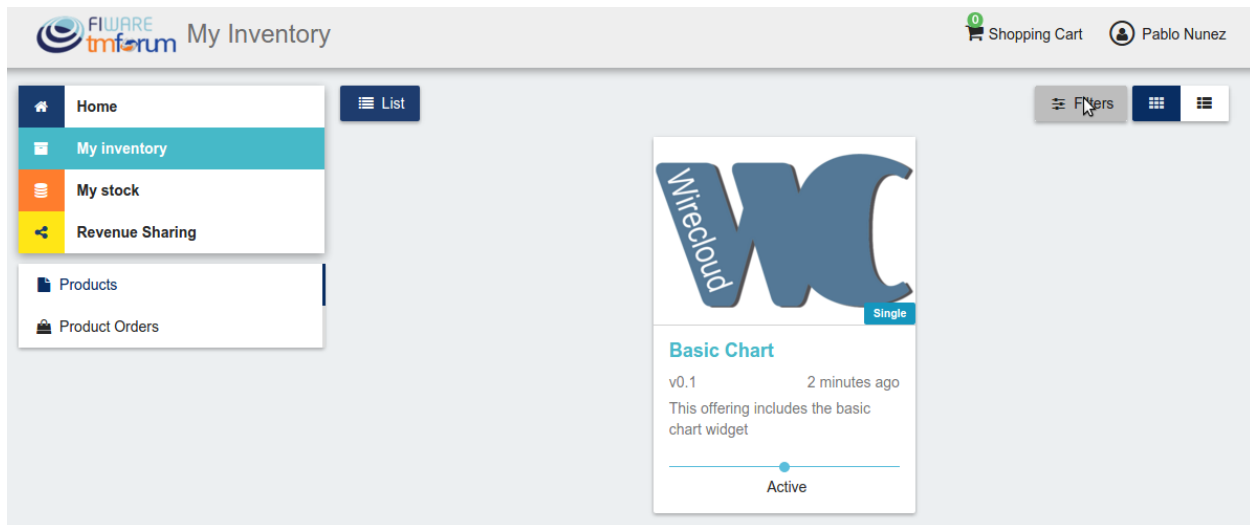 FIWARE
tmforum
My Inventory
0
Shopping Cart
Pablo Nunez
Home
My inventory
My stock
Revenue Sharing
Products
Product Orders
List
Filters
Wirecloud
WC
Single
Basic Chart
v0.1
2 minutes ago
This offering includes the basic
chart widget
Active